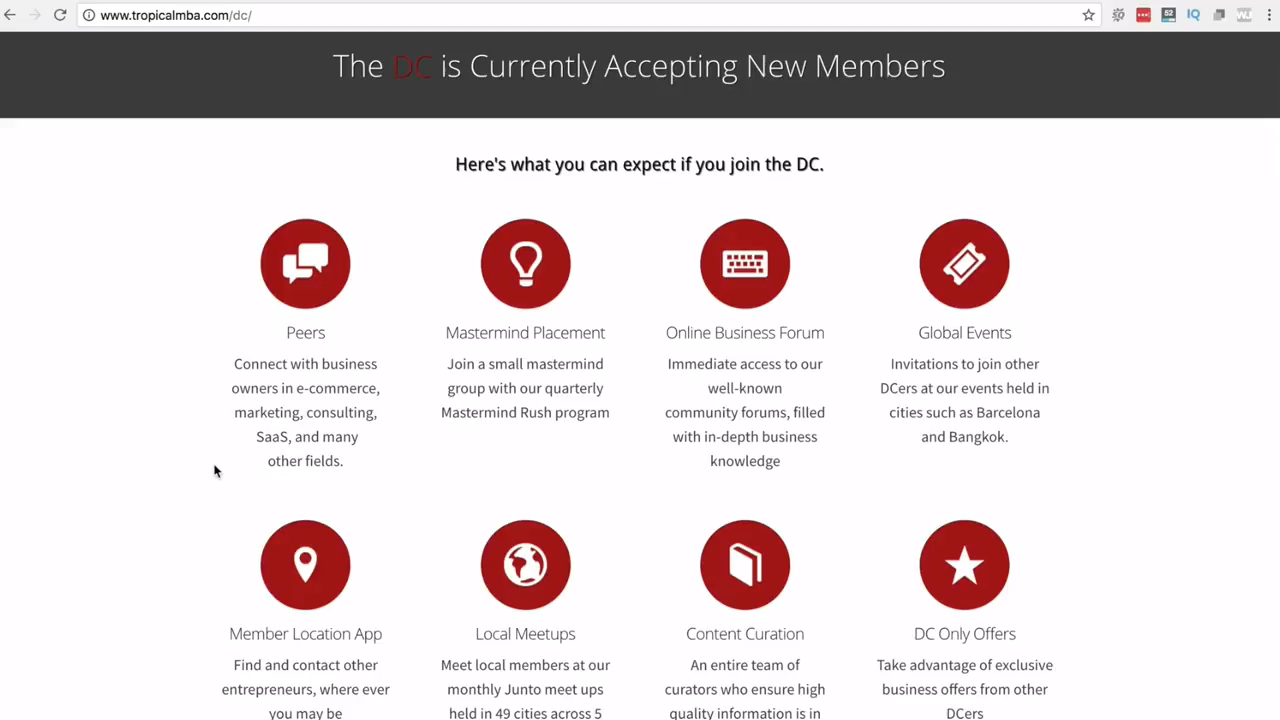 www.tropicalmba.com/dc/
52
IQ
The DC is Currently Accepting New Members
Here's what you can expect if you join the DC.
Peers
Connect with business
owners in e-commerce,
marketing, consulting,
SaaS, and many
other fields.
Mastermind Placement
Join a small mastermind
group with our quarterly
Mastermind Rush program
Online Business Forum
Immediate access to our
well-known
community forums, filled
with in-depth business
knowledge
Global Events
Invitations to join other
DCers at our events held in
cities such as Barcelona
and Bangkok.
Member Location App
Find and contact other
entrepreneurs, where ever
you may be
Local Meetups
Meet local members at our
monthly Junto meet ups
held in 49 cities across 5
Content Curation
An entire team of
curators who ensure high
quality information is in
DC Only Offers
Take advantage of exclusive
business offers from other
DCers